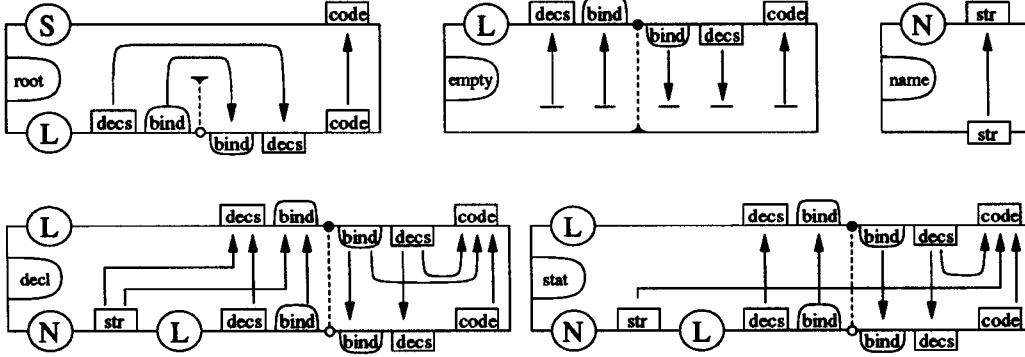 S code
root
L decs bind bind decs code
L decs bind bind decs code
empty
N str
name
str
L decs bind bind decs code
decl
N str L decs bind bind decs code
L decs bind bind decs code
stat
N str L decs bind bind decs code